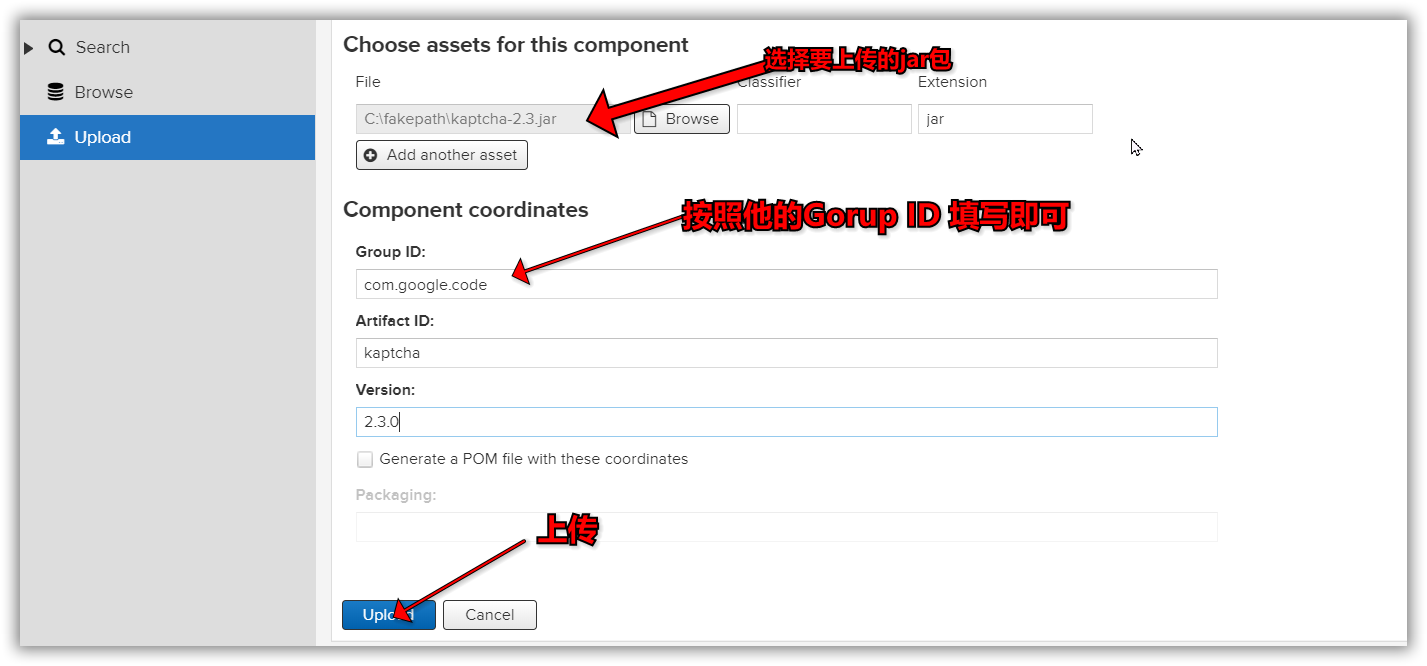 Search
Browse
Upload
Choose assets for this component
选择要上传的jar包
File
Classifier
Extension
C:\fakepath\kaptcha-2.3.jar
Browse
jar
Add another asset
Component coordinates
按照他的Gorup ID 填写即可
Group ID:
com.google.code
Artifact ID:
kaptcha
Version:
2.3.0
Generate a POM file with these coordinates
Packaging:
上传
Upload
Cancel